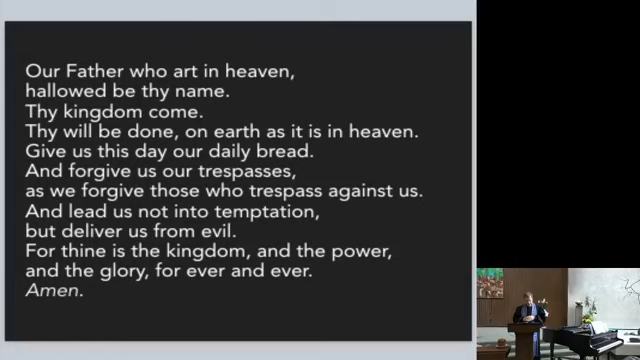 Our Father who art in heaven,
hallowed be thy name.
Thy kingdom come.
Thy will be done, on earth as it is in heaven.
Give us this day our daily bread.
And forgive us our trespasses,
as we forgive those who trespass against us.
And lead us not into temptation,
but deliver us from evil.
For thine is the kingdom, and the power,
and the glory, for ever and ever.
Amen.